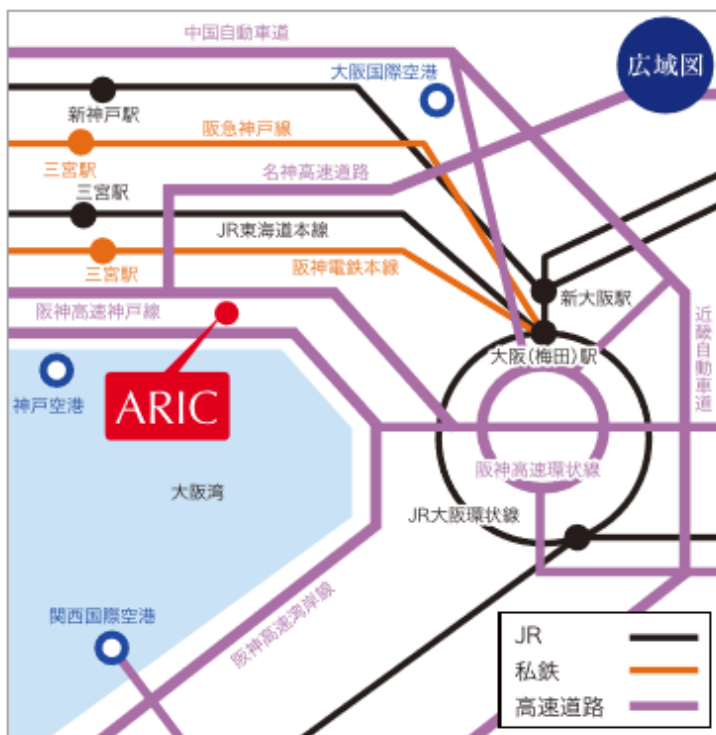 中国自動車道
広域図
大阪国際空港
新神戸駅
阪急神戸線
三宮駅
名神高速道路
三宮駅
JR東海道本線
三宮駅
阪神電鉄本線
新大阪駅
阪神高速神戸線
近畿自動車道
大阪(梅田)駅
神戸空港
ARIC
阪神高速環状線
大阪湾
JR大阪環状線
関西国際空港
阪神高速湾岸線
JR
私鉄
高速道路